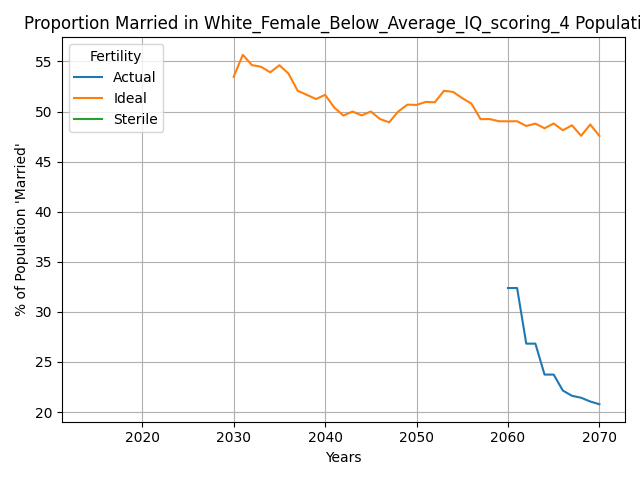 Proportion Married in White_Female_Below_Average_IQ_scoring_4 Populati
Fertility
Actual
Ideal
Sterile
% of Population 'Married'
55
50
45
40
35
30
25
20
2020 2030 2040 2050 2060 2070
Years